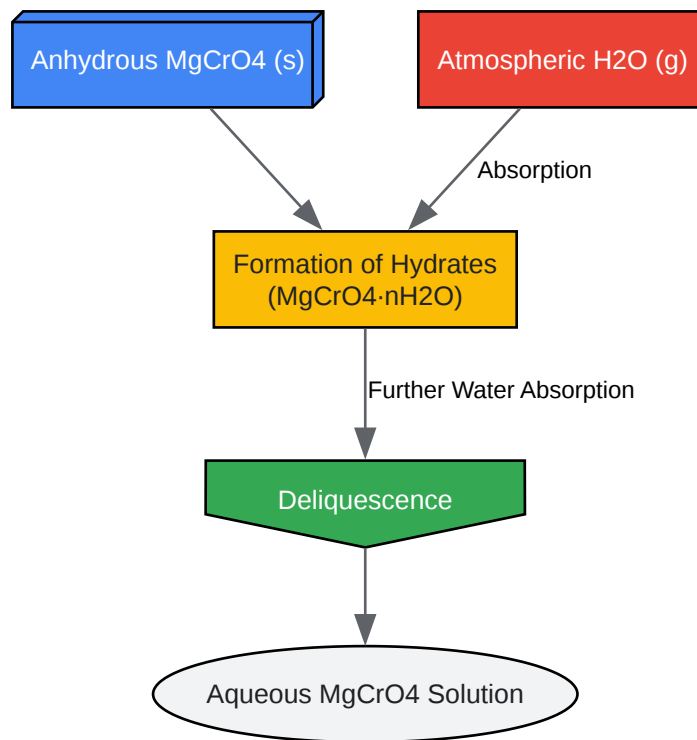 Anhydrous MgCrO4 (s)
Atmospheric H2O (g)
Absorption
Formation of Hydrates
(MgCrO4·nH2O)
Further Water Absorption
Deliquescence
Aqueous MgCrO4 Solution